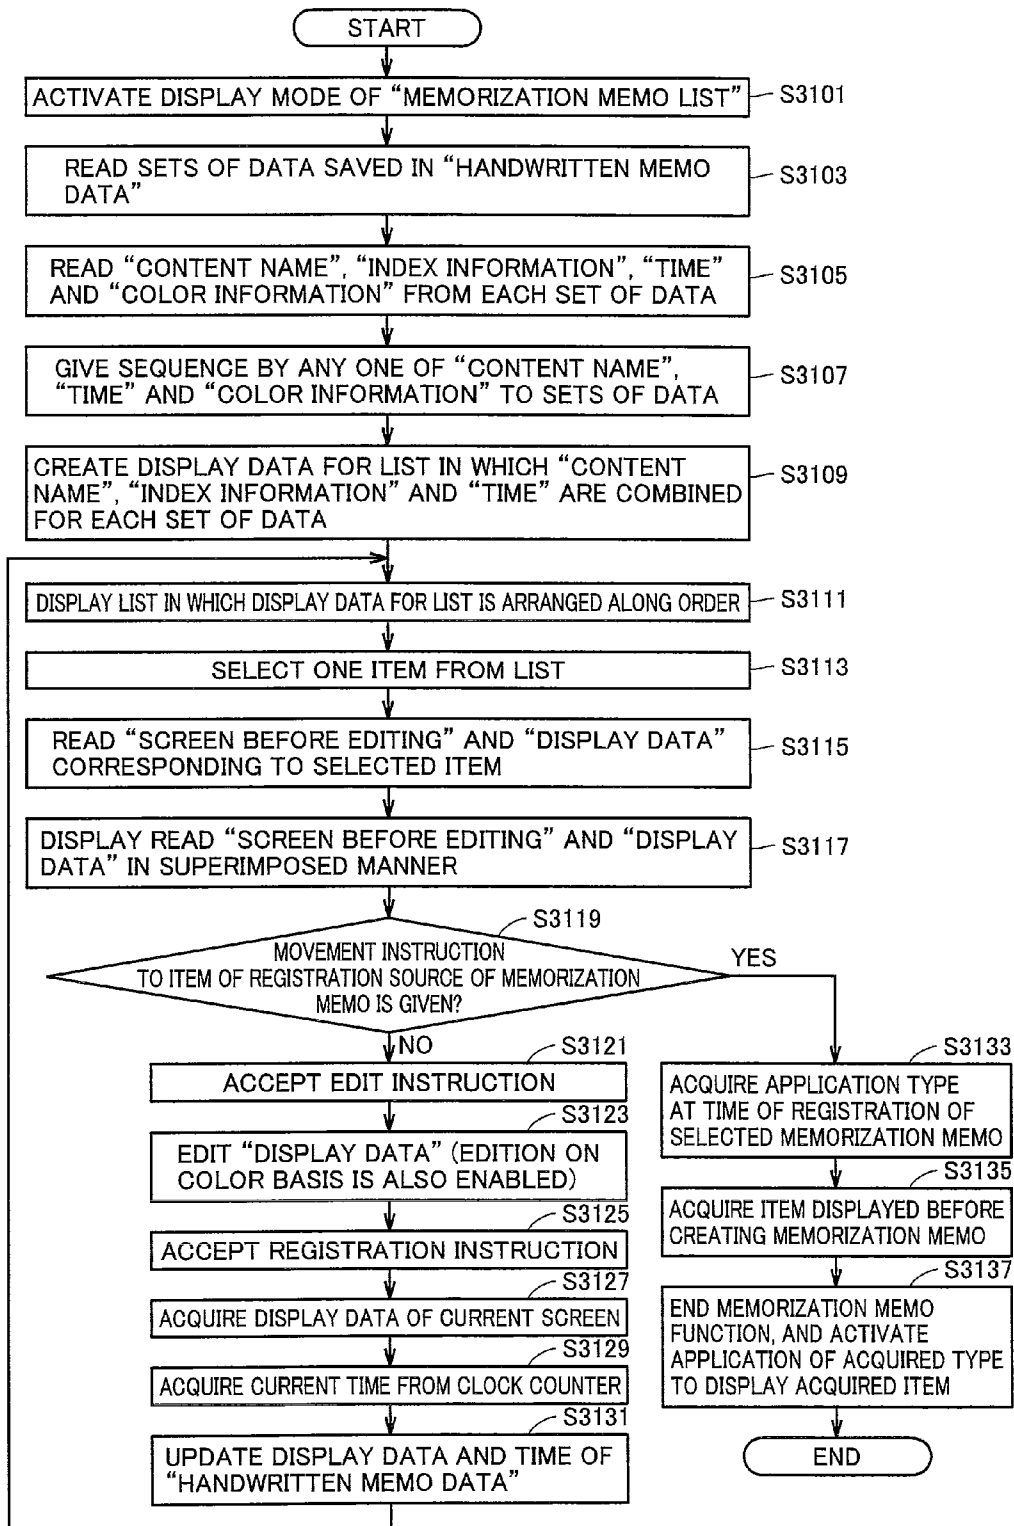 START
ACTIVATE DISPLAY MODE OF “MEMORIZATION MEMO LIST”
S3101
READ SETS OF DATA SAVED IN “HANDWRITTEN MEMO
DATA”
S3103
READ “CONTENT NAME”, “INDEX INFORMATION”, “TIME”
AND “COLOR INFORMATION” FROM EACH SET OF DATA
S3105
GIVE SEQUENCE BY ANY ONE OF “CONTENT NAME”,
“TIME” AND “COLOR INFORMATION” TO SETS OF DATA
S3107
CREATE DISPLAY DATA FOR LIST IN WHICH “CONTENT
NAME”, “INDEX INFORMATION” AND “TIME” ARE COMBINED
FOR EACH SET OF DATA
S3109
DISPLAY LIST IN WHICH DISPLAY DATA FOR LIST IS ARRANGED ALONG ORDER
S3111
SELECT ONE ITEM FROM LIST
S3113
READ “SCREEN BEFORE EDITING” AND “DISPLAY DATA”
CORRESPONDING TO SELECTED ITEM
S3115
DISPLAY READ “SCREEN BEFORE EDITING” AND “DISPLAY
DATA” IN SUPERIMPOSED MANNER
S3117
S3119
MOVEMENT INSTRUCTION
TO ITEM OF REGISTRATION SOURCE OF MEMORIZATION
MEMO IS GIVEN?
YES
NO
S3121
ACCEPT EDIT INSTRUCTION
S3123
EDIT “DISPLAY DATA” (EDITION ON
COLOR BASIS IS ALSO ENABLED)
S3125
ACCEPT REGISTRATION INSTRUCTION
S3127
ACQUIRE DISPLAY DATA OF CURRENT SCREEN
S3129
ACQUIRE CURRENT TIME FROM CLOCK COUNTER
S3131
UPDATE DISPLAY DATA AND TIME OF
“HANDWRITTEN MEMO DATA”
S3133
ACQUIRE APPLICATION TYPE
AT TIME OF REGISTRATION OF
SELECTED MEMORIZATION MEMO
S3135
ACQUIRE ITEM DISPLAYED BEFORE
CREATING MEMORIZATION MEMO
S3137
END MEMORIZATION MEMO
FUNCTION, AND ACTIVATE
APPLICATION OF ACQUIRED TYPE
TO DISPLAY ACQUIRED ITEM
END